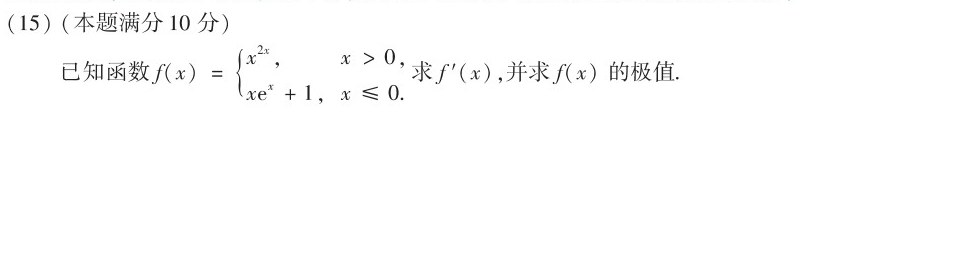 (15)(本题满分 10 分)
已知函数 f(x) = { x^{2x}, x > 0,
xe^x + 1, x ≤ 0. 求 f′(x),并求 f(x) 的极值.